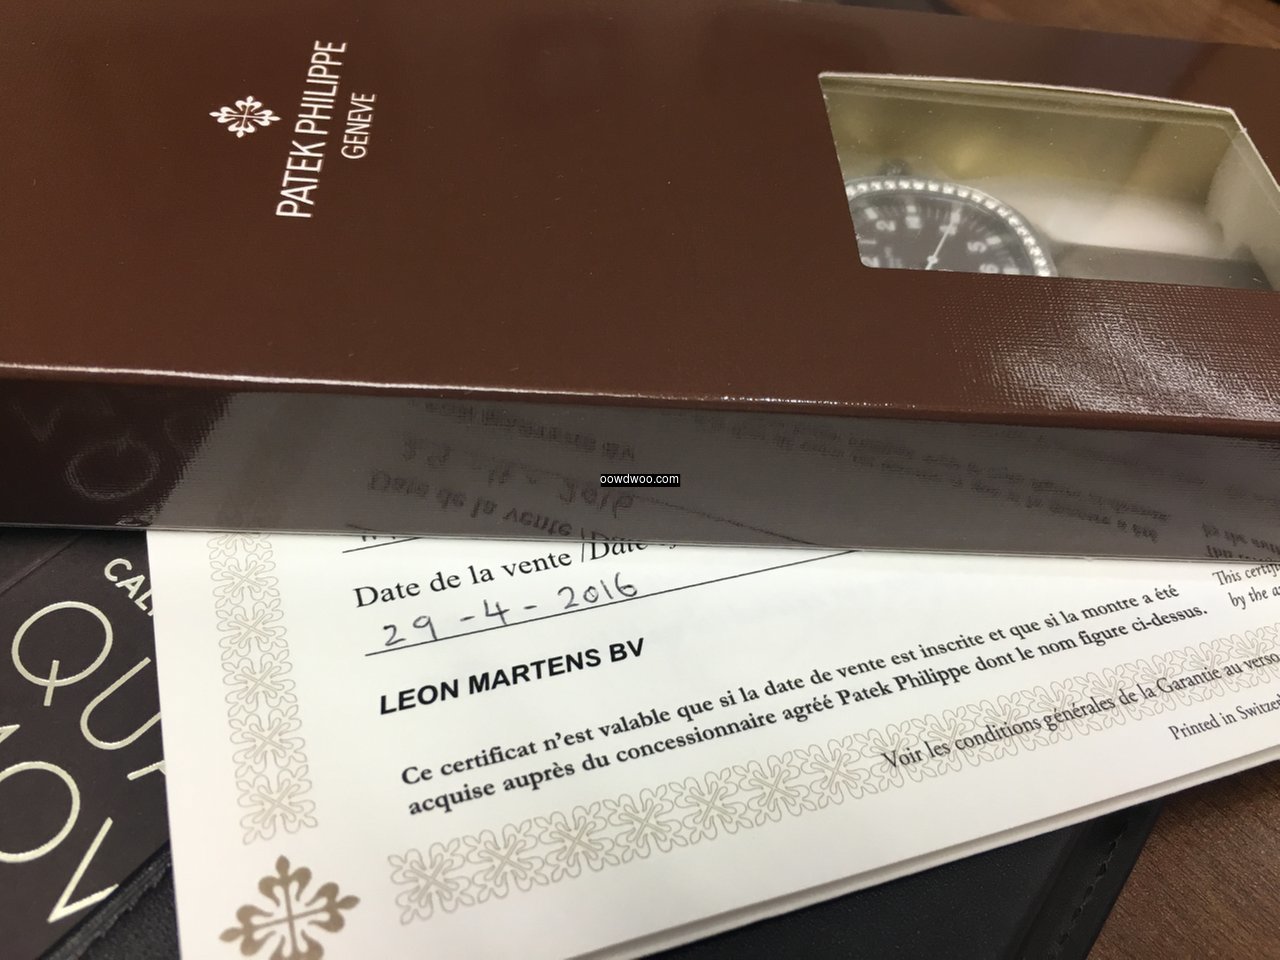 PATEK PHILIPPE
GENEVE
oowdwoo.com
Date de la vente /Date
29-4-2016
LEON MARTENS BV
Ce certificat n'est valable que si la date de vente est inscrite et que si la montre a été
acquise auprès du concessionnaire agréé Patek Philippe dont le nom figure ci-dessus.
Voir les conditions générales de la Garantie au verso
Printed in
This
by the